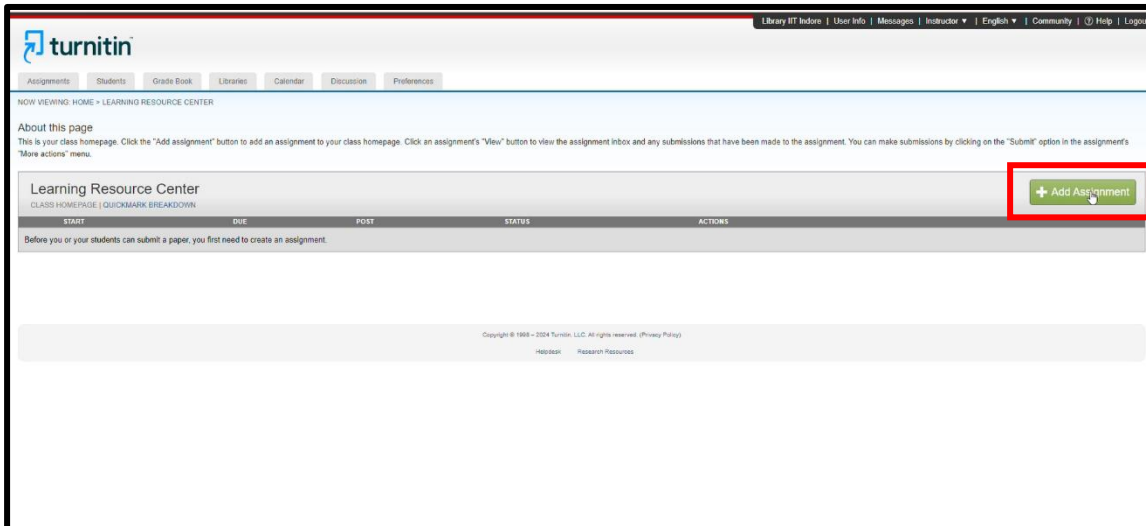 Library IIT Indore | User Info | Messages | Instructor ▼ | English ▼ | Community | ? Help | Logou
turnitin
Assignments Students Grade Book Libraries Calendar Discussion Preferences
NOW VIEWING: HOME > LEARNING RESOURCE CENTER
About this page
This is your class homepage. Click the "Add assignment" button to add an assignment to your class homepage. Click an assignment's "View" button to view the assignment inbox and any submissions that have been made to the assignment. You can make submissions by clicking on the "Submit" option in the assignment's
"More actions" menu.
Learning Resource Center
+ Add Assignment
CLASS HOMEPAGE | QUICKMARK BREAKDOWN
START DUE POST STATUS ACTIONS
Before you or your students can submit a paper, you first need to create an assignment.
Copyright © 1998 – 2024 Turnitin, LLC. All rights reserved. (Privacy Policy)
Helpdesk Research Resources